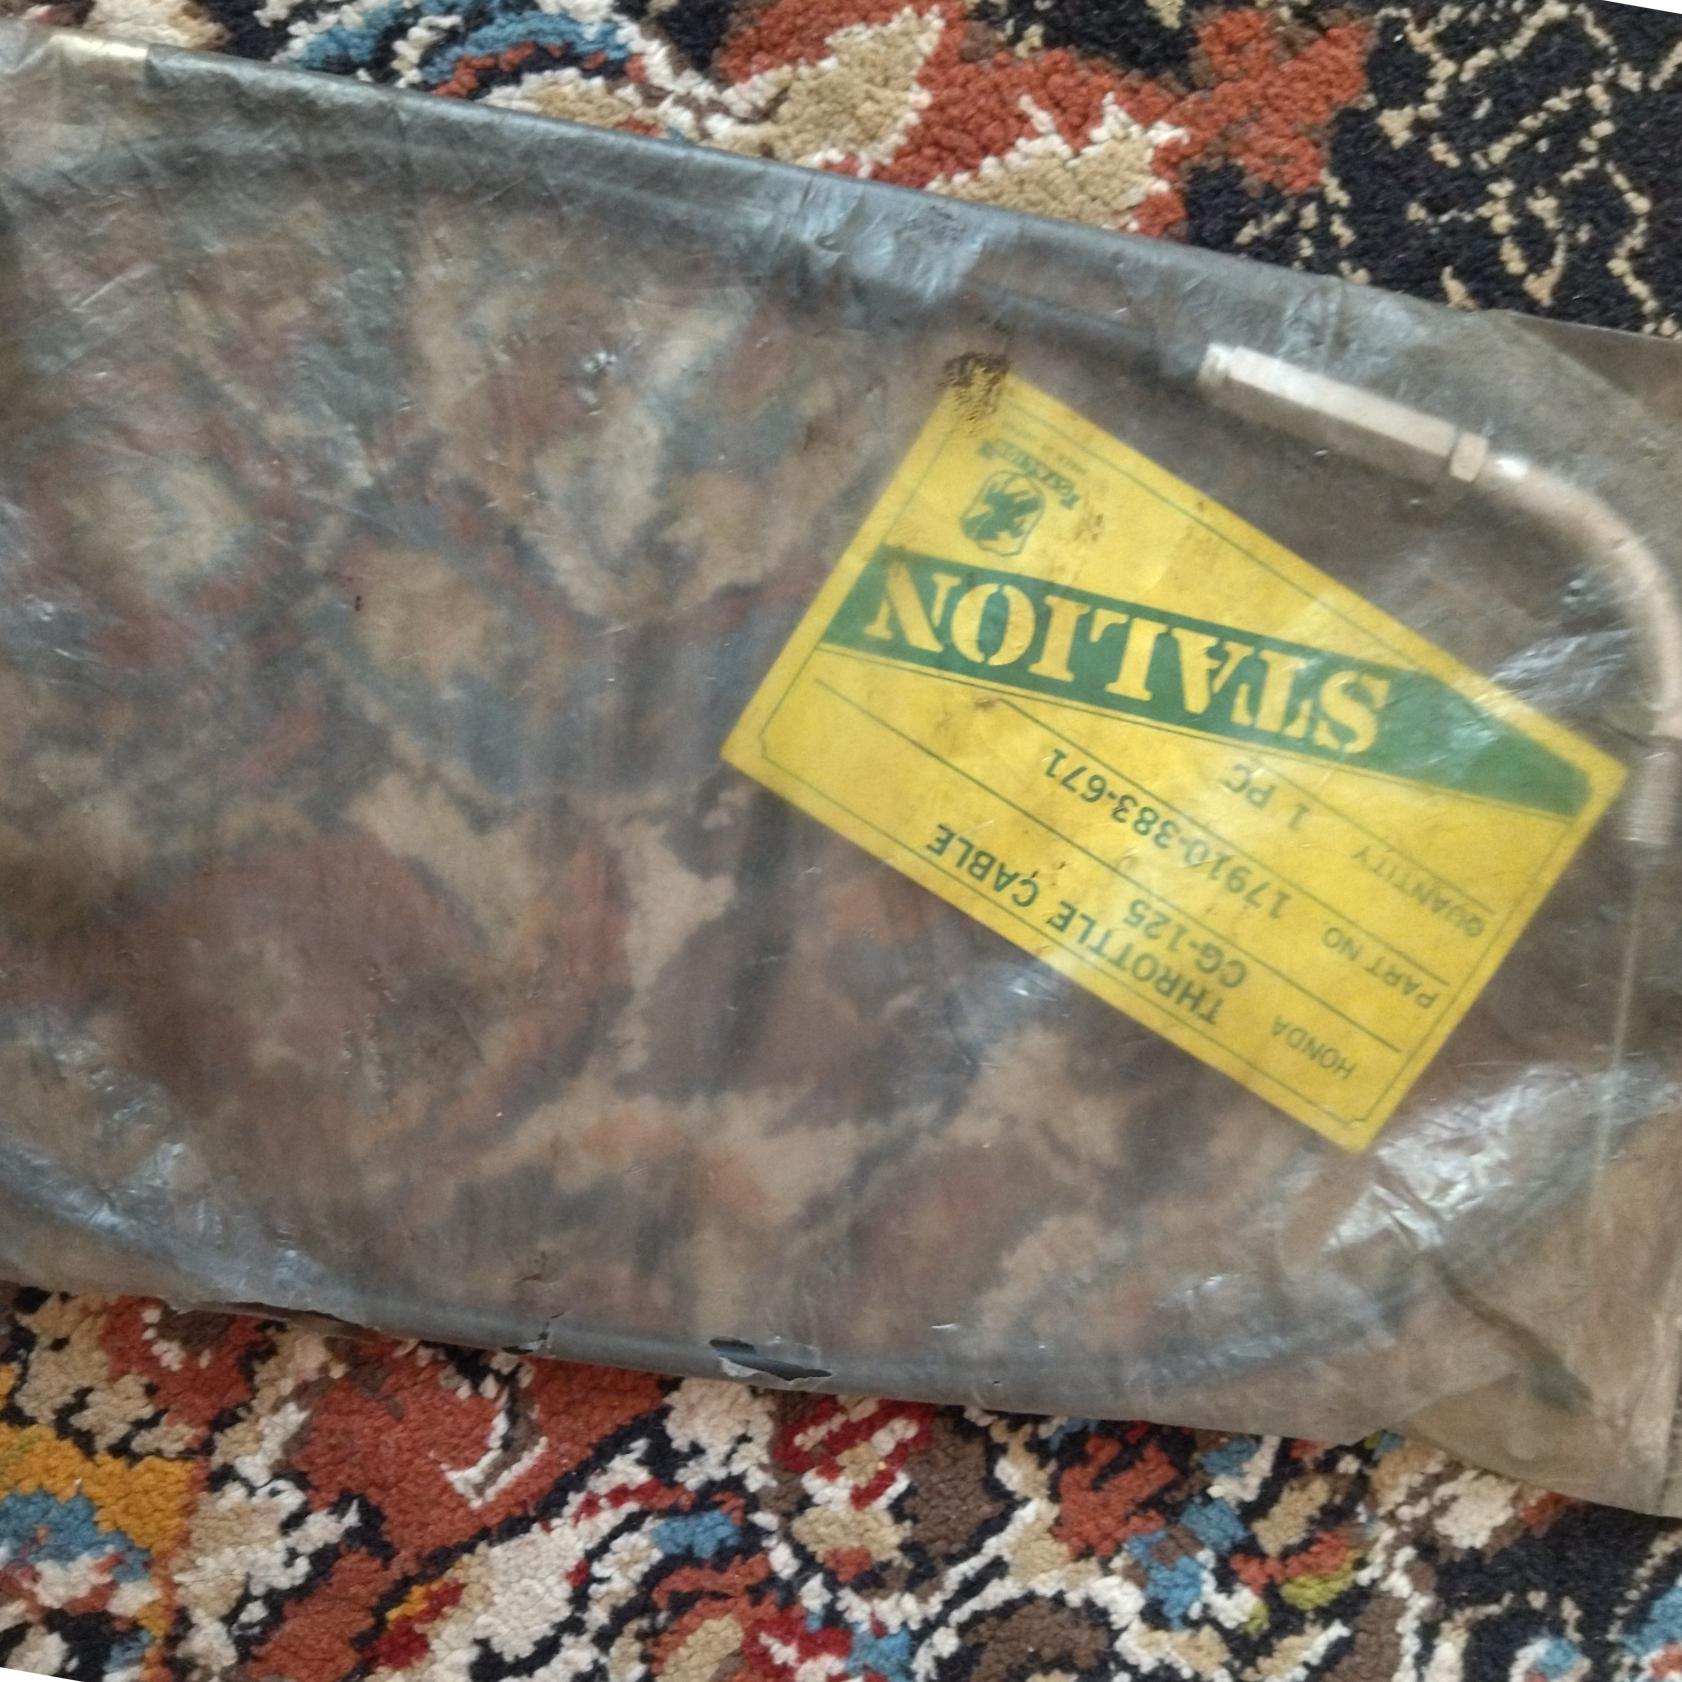 STALION
QUANTITY 1 PC
PART NO. 17910-383-671
HONDA CG-125
THROTTLE CABLE